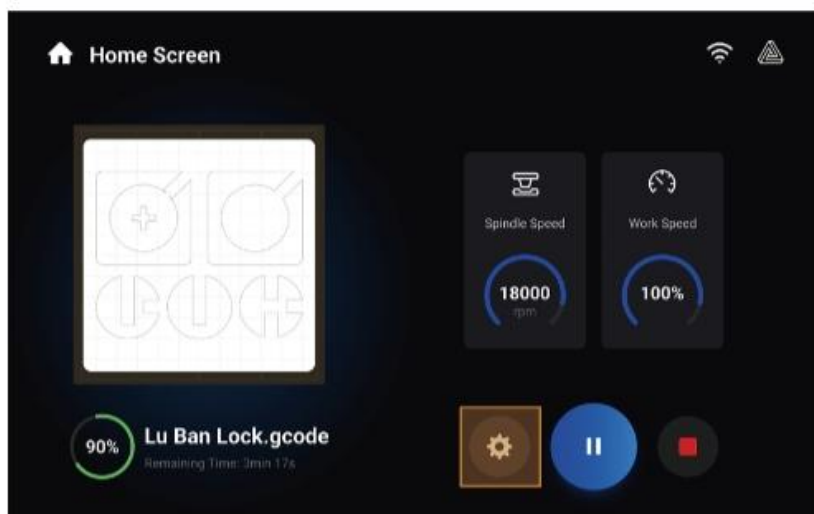 Home Screen
Spindle Speed
Work Speed
18000
rpm
100%
90%
Lu Ban Lock.gcode
Remaining Time: 3min 17s